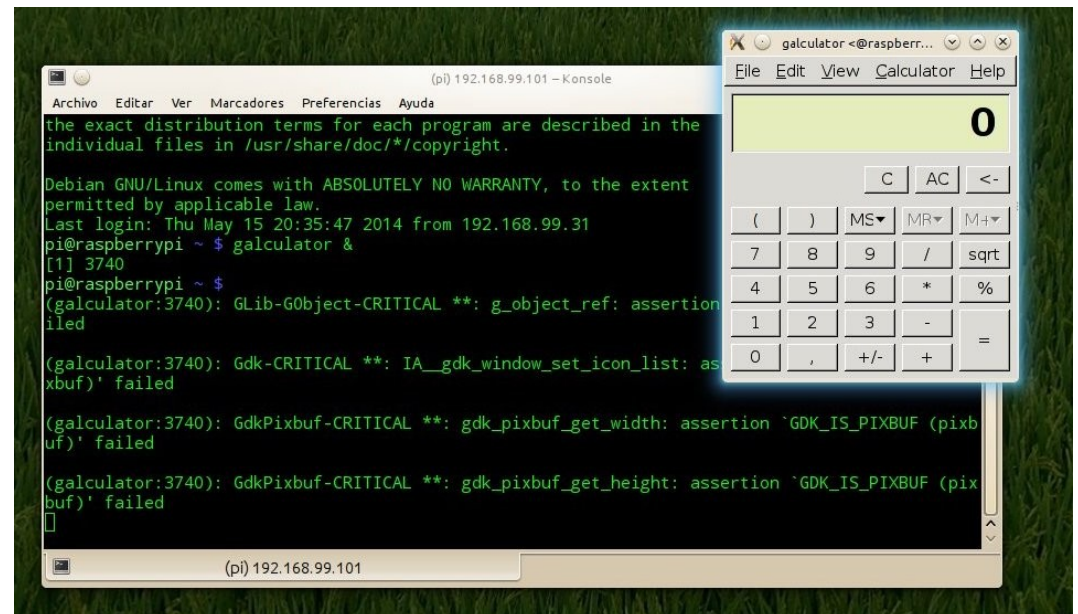 (pi) 192.168.99.101 – Konsole
Archivo Editar Ver Marcadores Preferencias Ayuda
the exact distribution terms for each program are described in the
individual files in /usr/share/doc/*/copyright.
Debian GNU/Linux comes with ABSOLUTELY NO WARRANTY, to the extent
permitted by applicable law.
Last login: Thu May 15 20:35:47 2014 from 192.168.99.31
pi@raspberrypi ~ $ galculator &
[1] 3740
pi@raspberrypi ~ $
(galculator:3740): GLib-GObject-CRITICAL **: g_object_ref: assertion
iled
(galculator:3740): Gdk-CRITICAL **: IA__gdk_window_set_icon_list: as
xbuf)' failed
(galculator:3740): GdkPixbuf-CRITICAL **: gdk_pixbuf_get_width: assertion `GDK_IS_PIXBUF (pixb
uf)' failed
(galculator:3740): GdkPixbuf-CRITICAL **: gdk_pixbuf_get_height: assertion `GDK_IS_PIXBUF (pix
buf)' failed
(pi) 192.168.99.101
galculator <@raspberr...
File Edit View Calculator Help
0
C AC <-
( ) MS MR M+
7 8 9 / sqrt
4 5 6 * %
1 2 3 - =
0 , +/- +